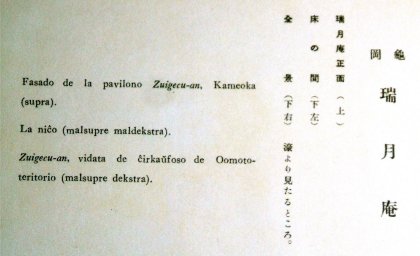 Fasado de la pavilono Zuigecu-an, Kameoka
(supra).
La niĉo (malsupre maldekstra).
Zuigecu-an, vidata de ĉirkaŭfoso de Oomoto-
teritorio (malsupre dekstra).
龜岡
瑞月庵
瑞月庵正面（上）
床の間（下左）
全景（下右）濠より見たるところ。